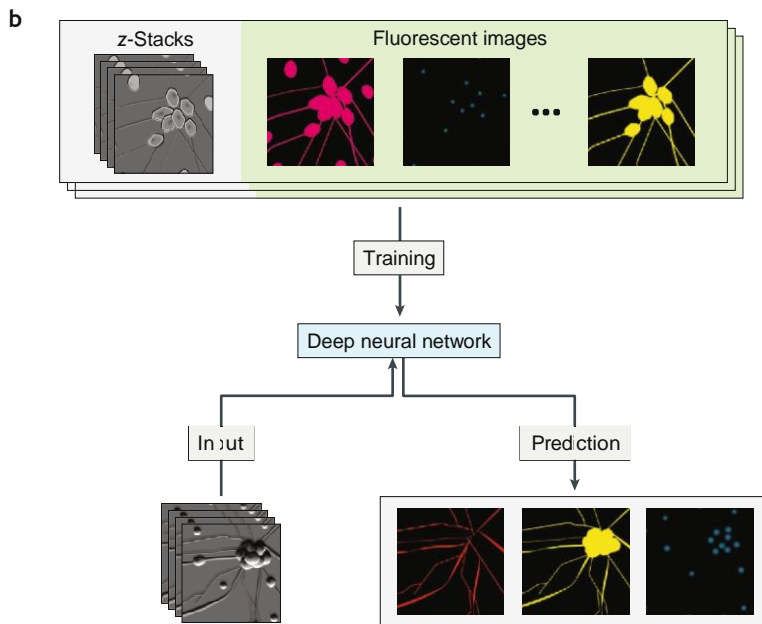 b
z-Stacks
Fluorescent images
Training
Deep neural network
Input
Prediction